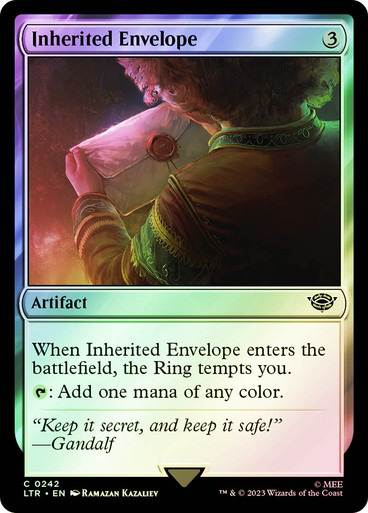 Inherited Envelope 3
Artifact
When Inherited Envelope enters the
battlefield, the Ring tempts you.
: Add one mana of any color.
“Keep it secret, and keep it safe!”
—Gandalf
C 0242
LTR • EN Ramazan Kazaliev
© MEE
™ & © 2023 Wizards of the Coast